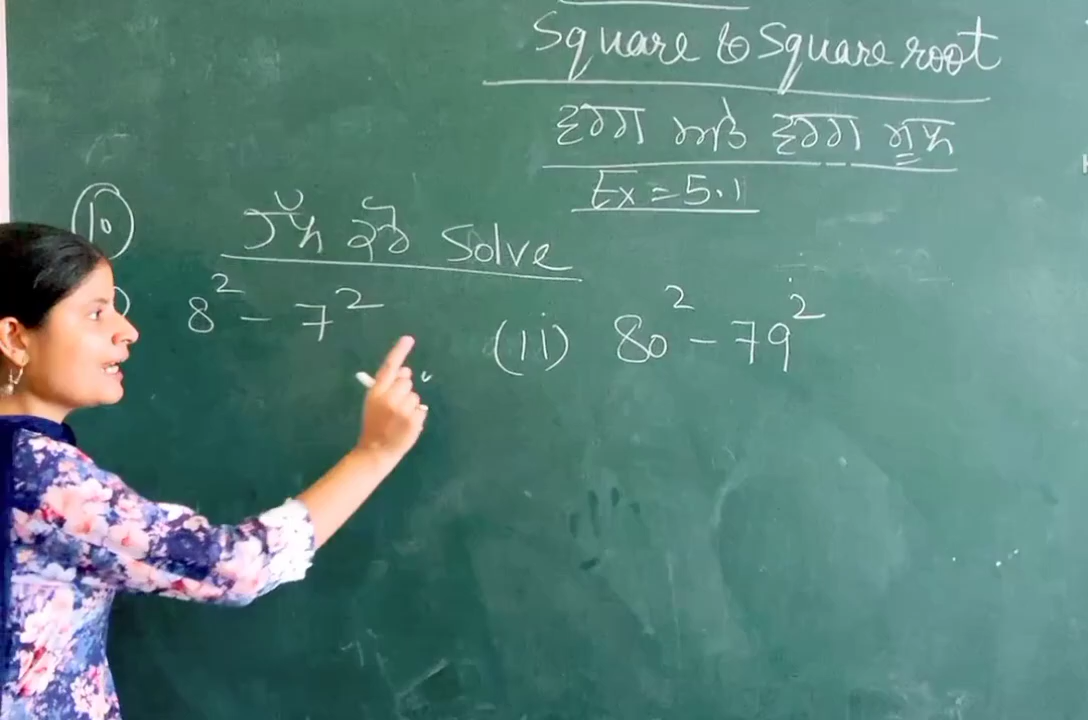 Square & Square root
ਵਰਗ ਅਤੇ ਵਰਗ ਮੂਲ
Ex = 5.1
10 ਹੱਲ ਕਰੋ Solve
8² - 7²
(ii) 80² - 79²